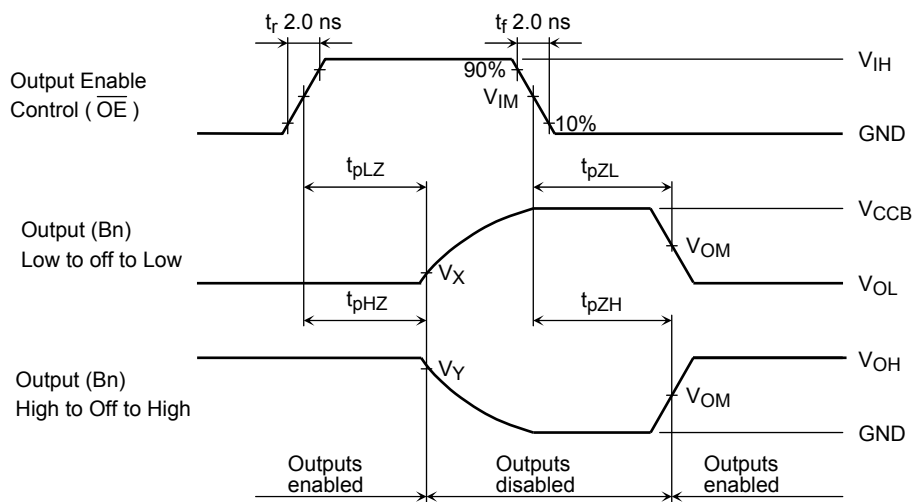 tr 2.0 ns
tf 2.0 ns
Output Enable
Control ( OE )
90%
VIM
10%
VIH
GND
tpLZ
tpZL
Output (Bn)
Low to off to Low
VX
VOM
VCCB
VOL
tpHZ
tpZH
Output (Bn)
High to Off to High
VY
VOM
VOH
GND
Outputs
enabled
Outputs
disabled
Outputs
enabled